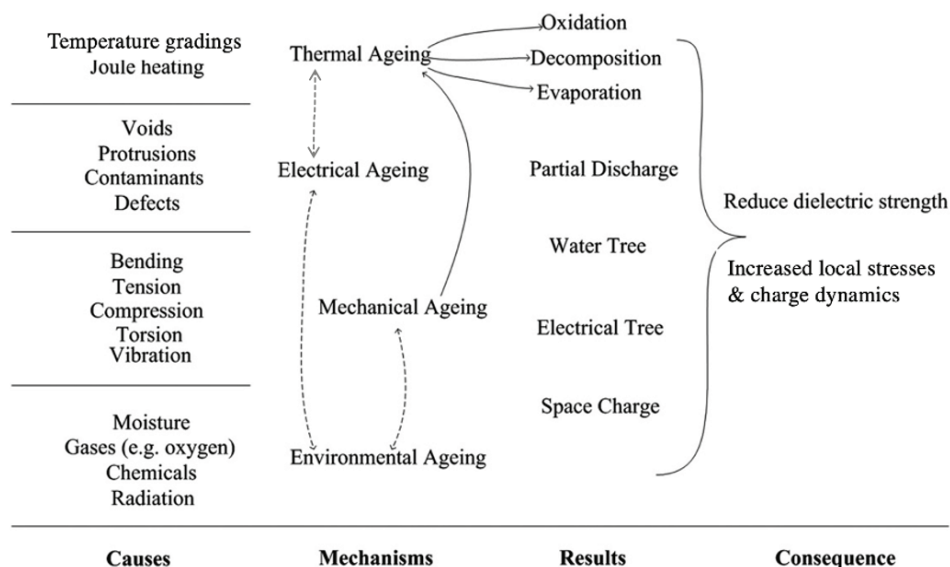 Temperature gradings
Joule heating
Voids
Protrusions
Contaminants
Defects
Bending
Tension
Compression
Torsion
Vibration
Moisture
Gases (e.g. oxygen)
Chemicals
Radiation
Causes
Thermal Ageing
Electrical Ageing
Mechanical Ageing
Environmental Ageing
Mechanisms
Oxidation
Decomposition
Evaporation
Partial Discharge
Water Tree
Electrical Tree
Space Charge
Results
Reduce dielectric strength
Increased local stresses
& charge dynamics
Consequence